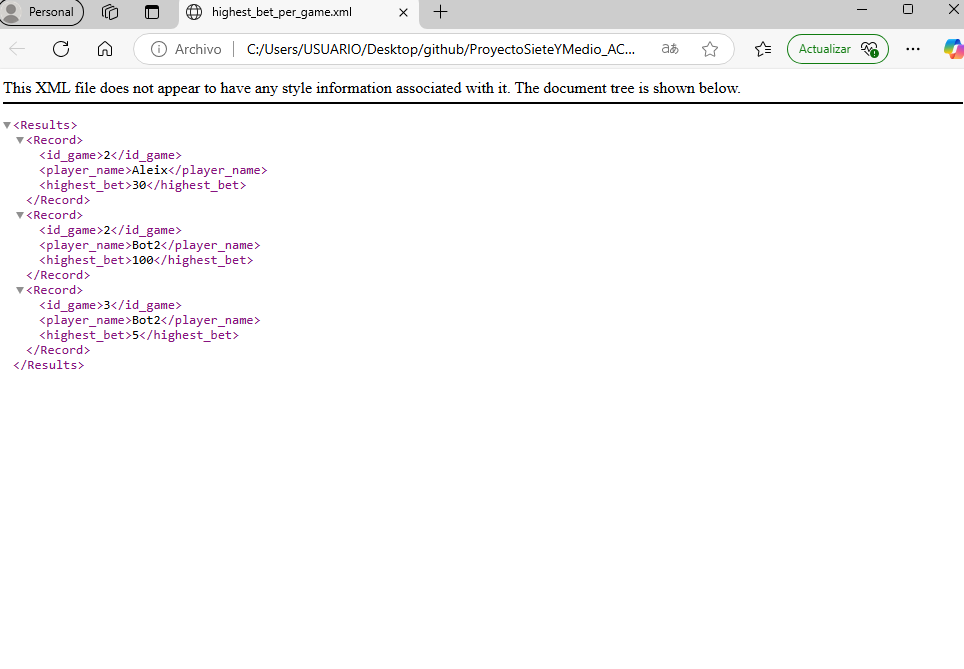 Personal
highest_bet_per_game.xml
Archivo
C:/Users/USUARIO/Desktop/github/ProyectoSieteYMedio_AC...
aあ
Actualizar
This XML file does not appear to have any style information associated with it. The document tree is shown below.
<Results>
<Record>
<id_game>2</id_game>
<player_name>Aleix</player_name>
<highest_bet>30</highest_bet>
</Record>
<Record>
<id_game>2</id_game>
<player_name>Bot2</player_name>
<highest_bet>100</highest_bet>
</Record>
<Record>
<id_game>3</id_game>
<player_name>Bot2</player_name>
<highest_bet>5</highest_bet>
</Record>
</Results>